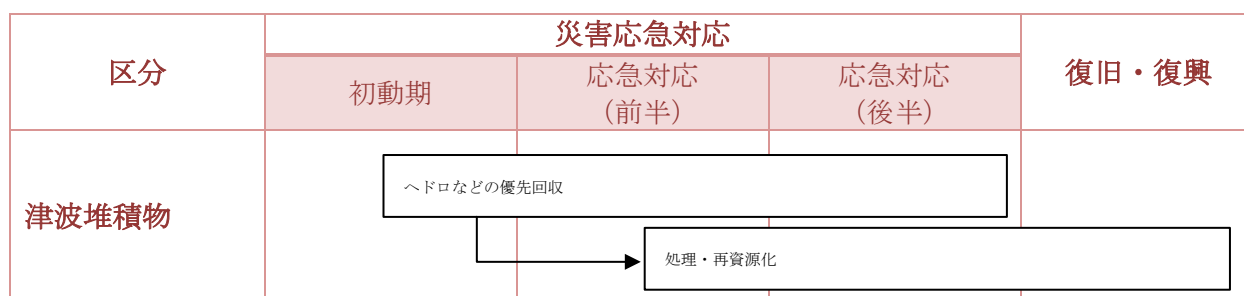 区分
災害応急対応
復旧・復興
初動期
応急対応
(前半)
応急対応
(後半)
津波堆積物
ヘドロなどの優先回収
処理・再資源化